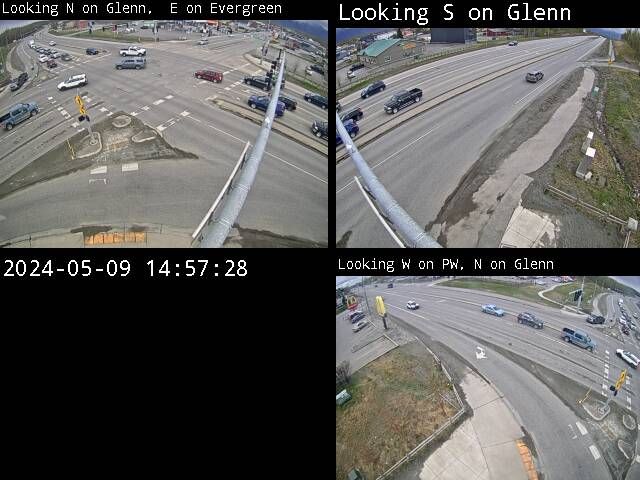 Looking N on Glenn,  E on Evergreen
Looking S on Glenn
2024-05-09 14:57:28
Looking W on PW, N on Glenn